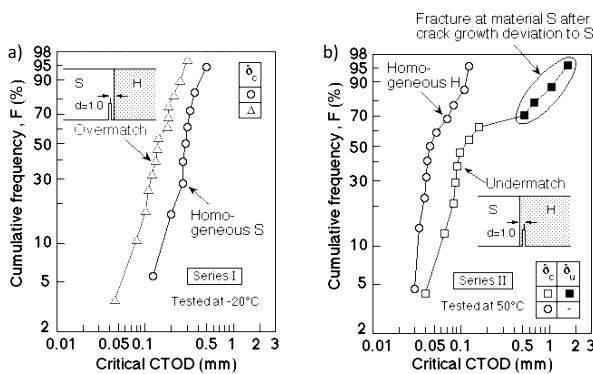 a)
Cumulative frequency, F (%)
98
95
90
70
50
30
10
5
2
0.01
0.05
0.1
0.5
1
2
3
Critical CTOD (mm)
S
H
d=1.0
Overmatch
Homo-
geneous S
δc
Series I
Tested at -20°C
b)
Fracture at material S after
crack growth deviation to S
Cumulative frequency, F (%)
98
95
90
70
50
30
10
5
2
0.01
0.05
0.1
0.5
1
2
3
Critical CTOD (mm)
Homo-
geneous H
Undermatch
S
H
d=1.0
Series II
Tested at 50°C
δc δu
-